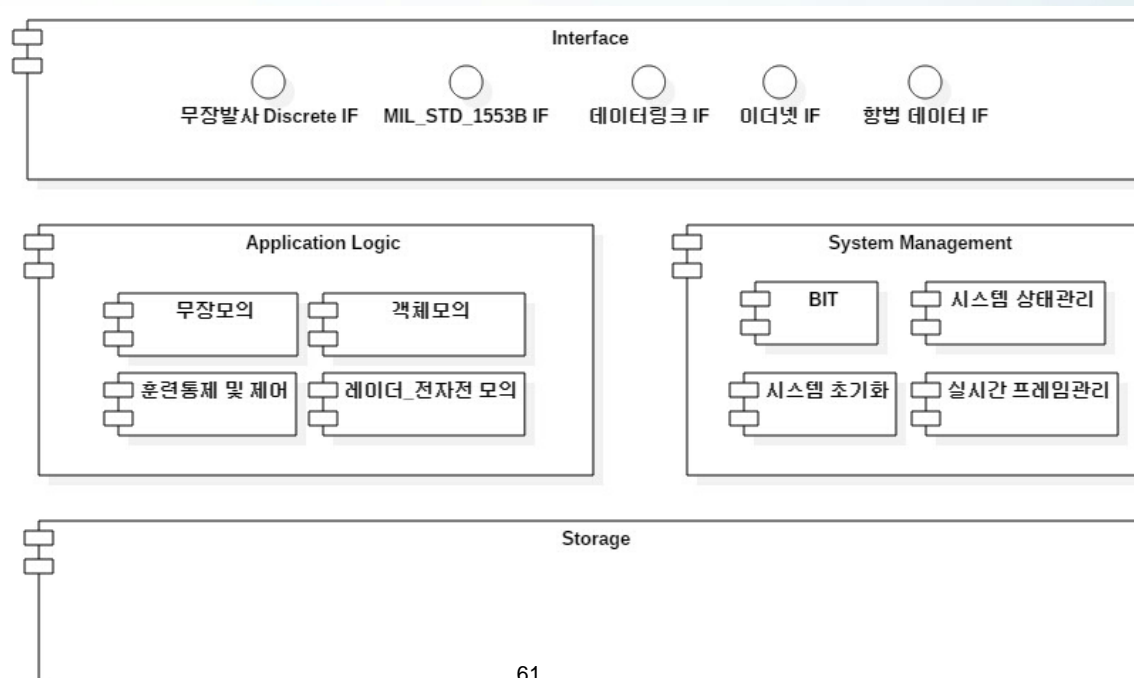 Interface
무장발사 Discrete IF MIL_STD_1553B IF 데이터링크 IF 이더넷 IF 항법 데이터 IF
Application Logic System Management
무장모의 객체모의 BIT 시스템 상태관리
훈련통제 및 제어 레이더_전자전 모의 시스템 초기화 실시간 프레임관리
Storage
61